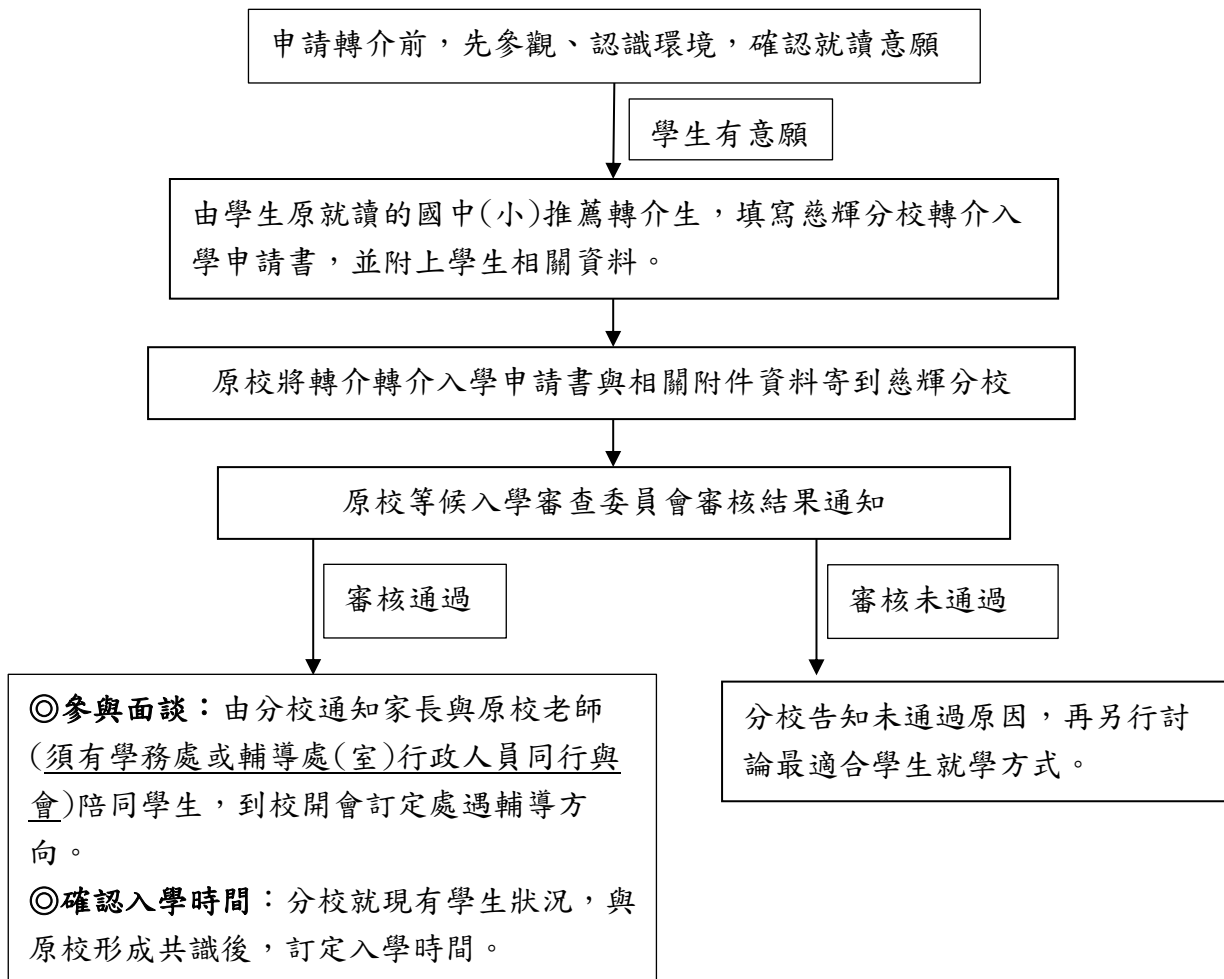 申請轉介前，先參觀、認識環境，確認就讀意願
學生有意願
由學生原就讀的國中(小)推薦轉介生，填寫慈輝分校轉介入
學申請書，並附上學生相關資料。
原校將轉介轉介入學申請書與相關附件資料寄到慈輝分校
原校等候入學審查委員會審核結果通知
審核通過
審核未通過
◎參與面談：由分校通知家長與原校老師
(須有學務處或輔導處(室)行政人員同行與
會)陪同學生，到校開會訂定處遇輔導方
向。
◎確認入學時間：分校就現有學生狀況，與
原校形成共識後，訂定入學時間。
分校告知未通過原因，再另行討
論最適合學生就學方式。